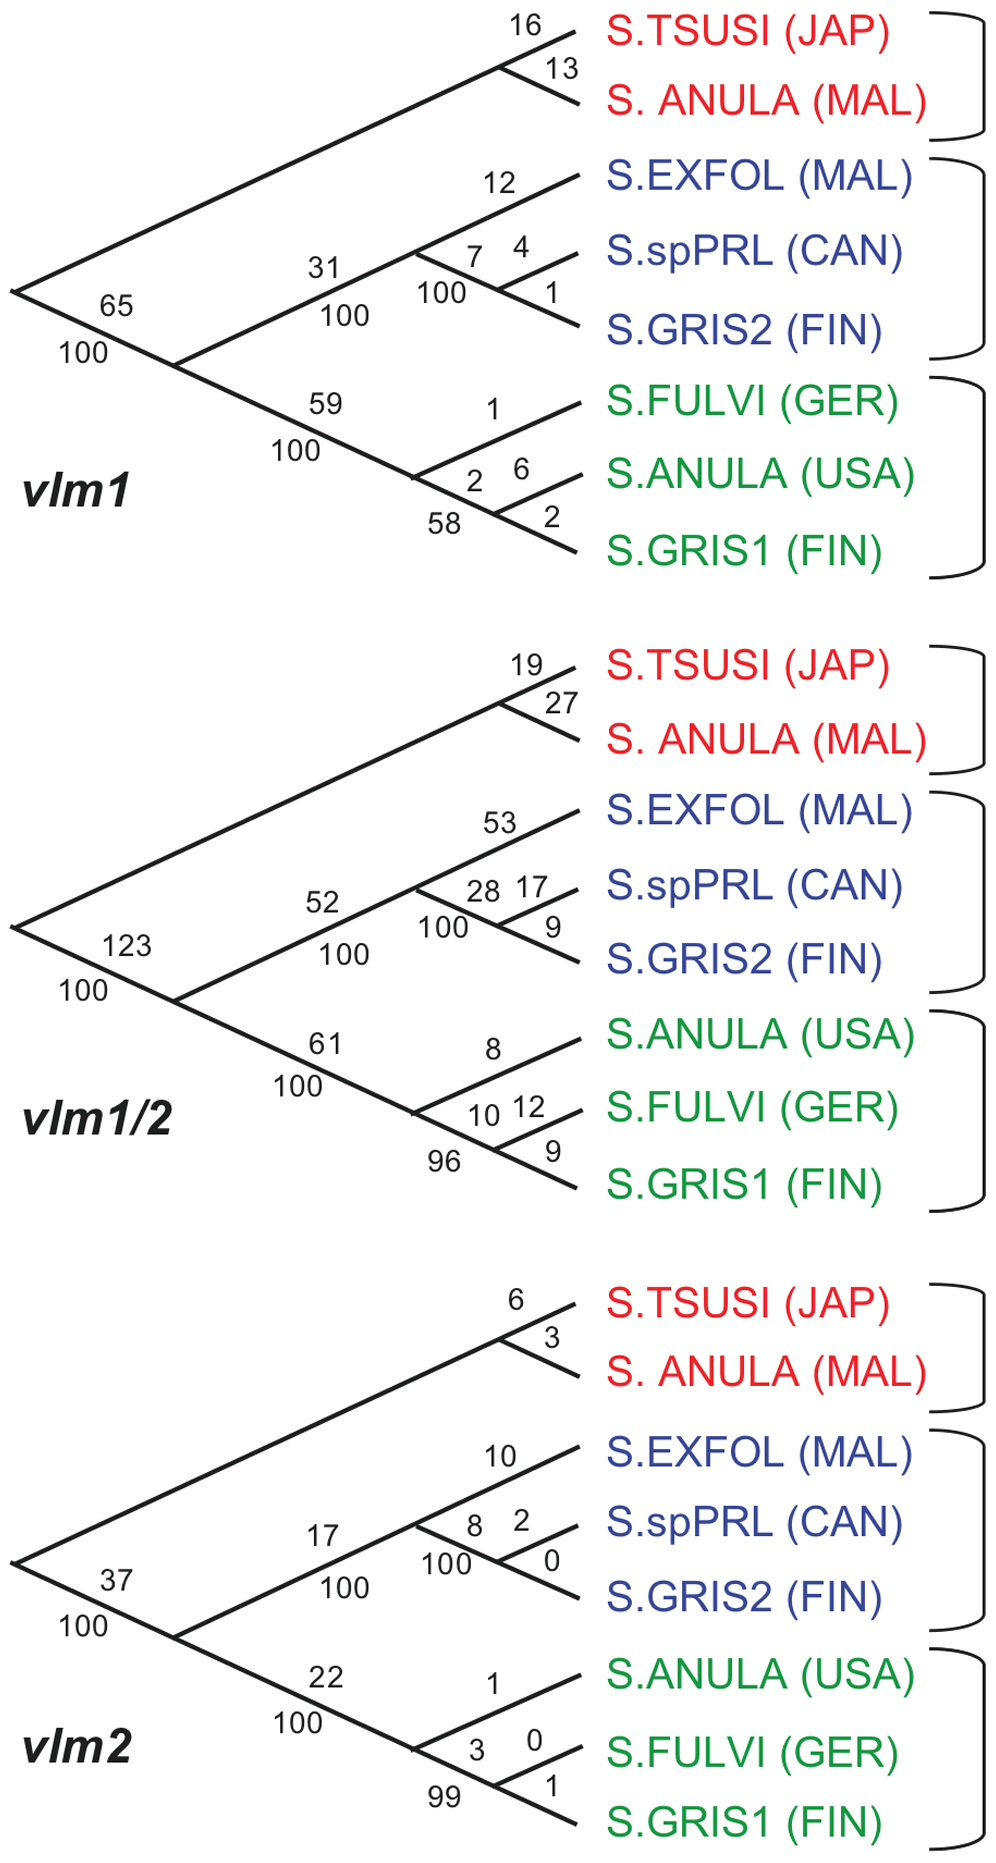 16
S.TSUSI (JAP)
13
S. ANULA (MAL)
12
S.EXFOL (MAL)
31
7
4
S.spPRL (CAN)
100
100
1
S.GRIS2 (FIN)
65
100
59
1
S.FULVI (GER)
100
2
6
S.ANULA (USA)
58
2
S.GRIS1 (FIN)
vlm1
19
S.TSUSI (JAP)
27
S. ANULA (MAL)
53
S.EXFOL (MAL)
52
28
17
S.spPRL (CAN)
100
100
9
S.GRIS2 (FIN)
123
100
61
8
S.ANULA (USA)
100
10
12
S.FULVI (GER)
96
9
S.GRIS1 (FIN)
vlm1/2
6
S.TSUSI (JAP)
3
S. ANULA (MAL)
10
S.EXFOL (MAL)
17
8
2
S.spPRL (CAN)
100
100
0
S.GRIS2 (FIN)
37
100
22
1
S.ANULA (USA)
100
3
0
S.FULVI (GER)
99
1
S.GRIS1 (FIN)
vlm2